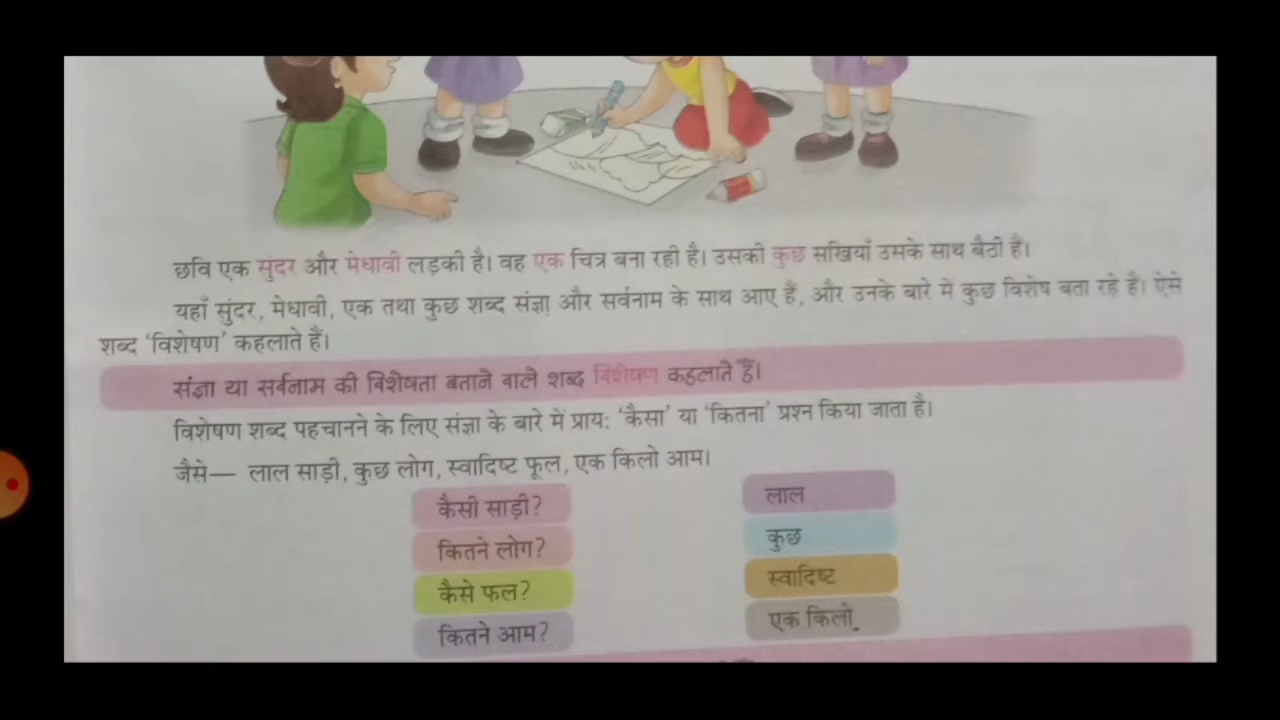 छवि एक सुंदर और मेधावी लड़की है। वह एक चित्र बना रही है। उसकी कुछ सखियाँ उसके साथ बैठी हैं।
यहाँ सुंदर, मेधावी, एक तथा कुछ शब्द संज्ञा और सर्वनाम के साथ आए हैं, और उनके बारे में कुछ विशेष बता रहे हैं। ऐसे
शब्द 'विशेषण' कहलाते हैं।
संज्ञा या सर्वनाम की विशेषता बताने वाले शब्द विशेषण कहलाते हैं।
विशेषण शब्द पहचानने के लिए संज्ञा के बारे में प्राय: 'कैसा' या 'कितना' प्रश्न किया जाता है।
जैसे— लाल साड़ी, कुछ लोग, स्वादिष्ट फूल, एक किलो आम।
कैसी साड़ी? लाल
कितने लोग? कुछ
कैसे फल? स्वादिष्ट
कितने आम? एक किलो